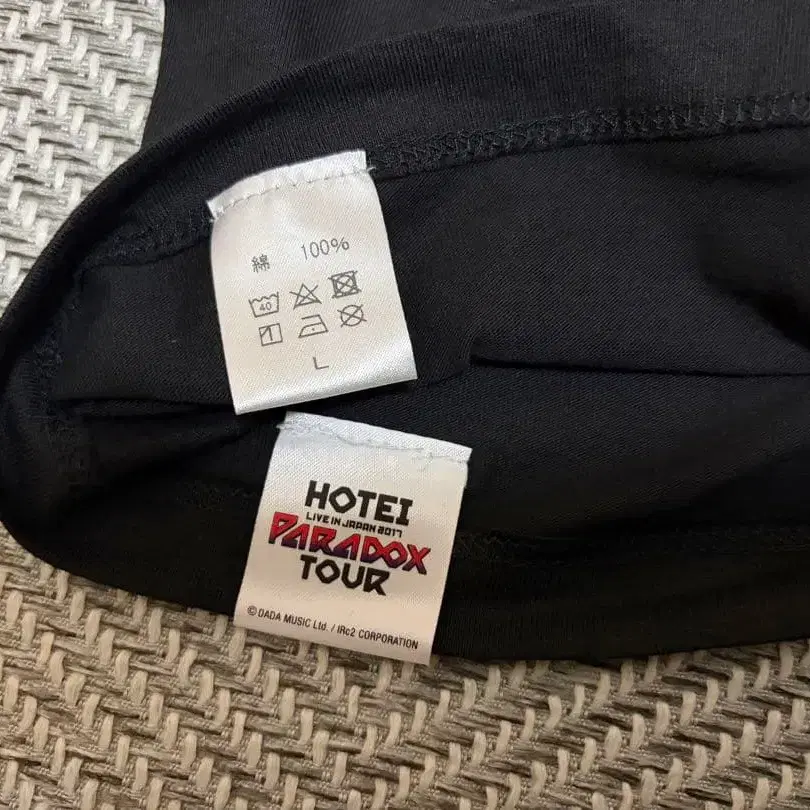 綿 100%
40
L
HOTEI
LIVE IN JAPAN 2017
PARADOX
TOUR
© DADA MUSIC Ltd. / IRc2 CORPORATION